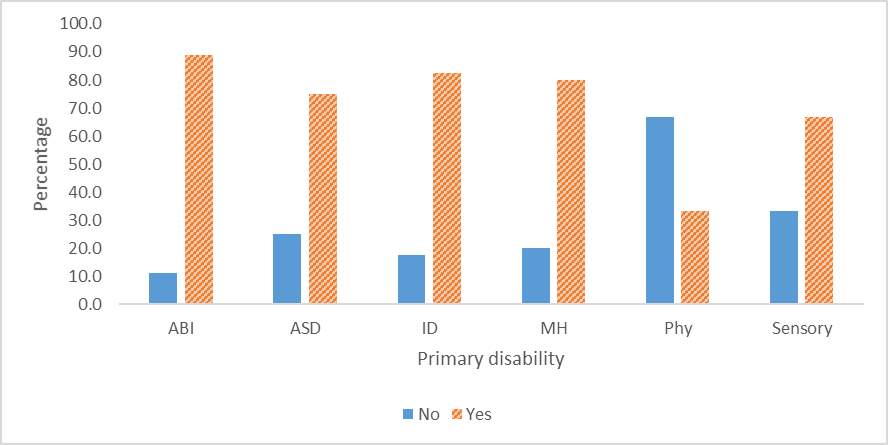 100.0
90.0
80.0
70.0
60.0
50.0
40.0
30.0
20.0
10.0
0.0
Percentage
ABI ASD ID MH Phy Sensory
Primary disability
No Yes